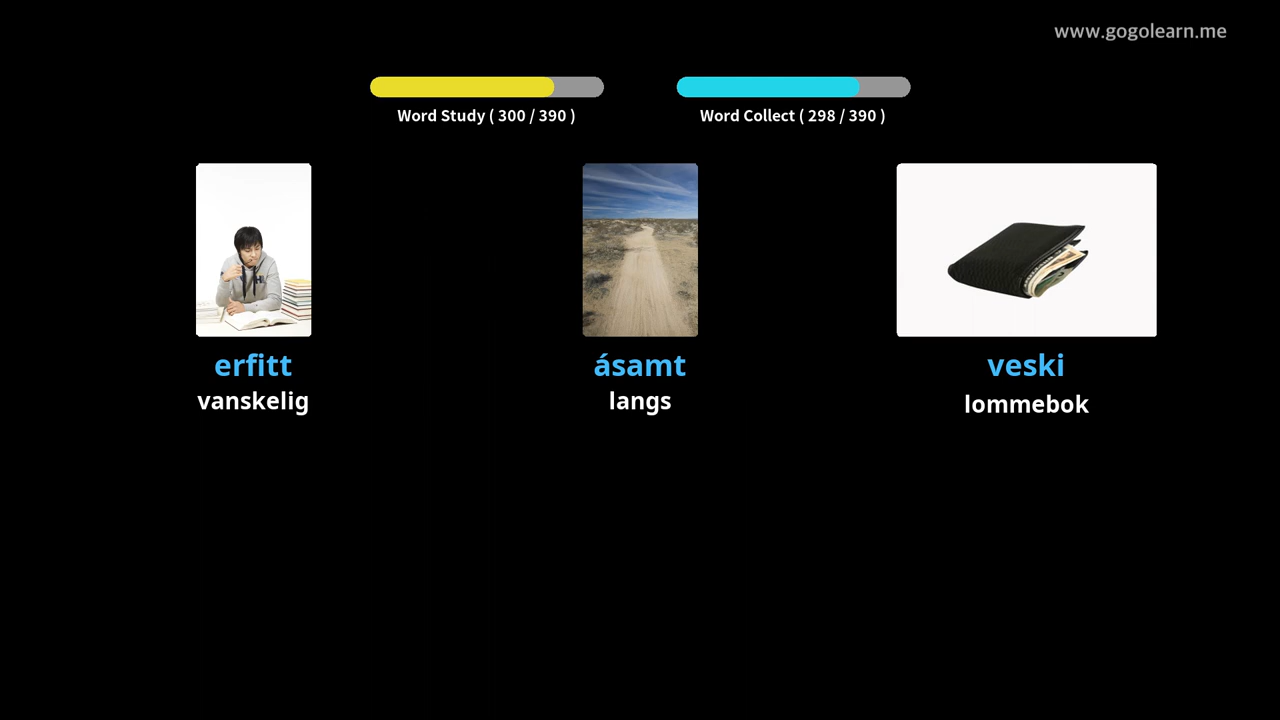 www.gogolearn.me
Word Study ( 300 / 390 )
Word Collect ( 298 / 390 )
erfitt
vanskelig
ásamt
langs
veski
lommebok